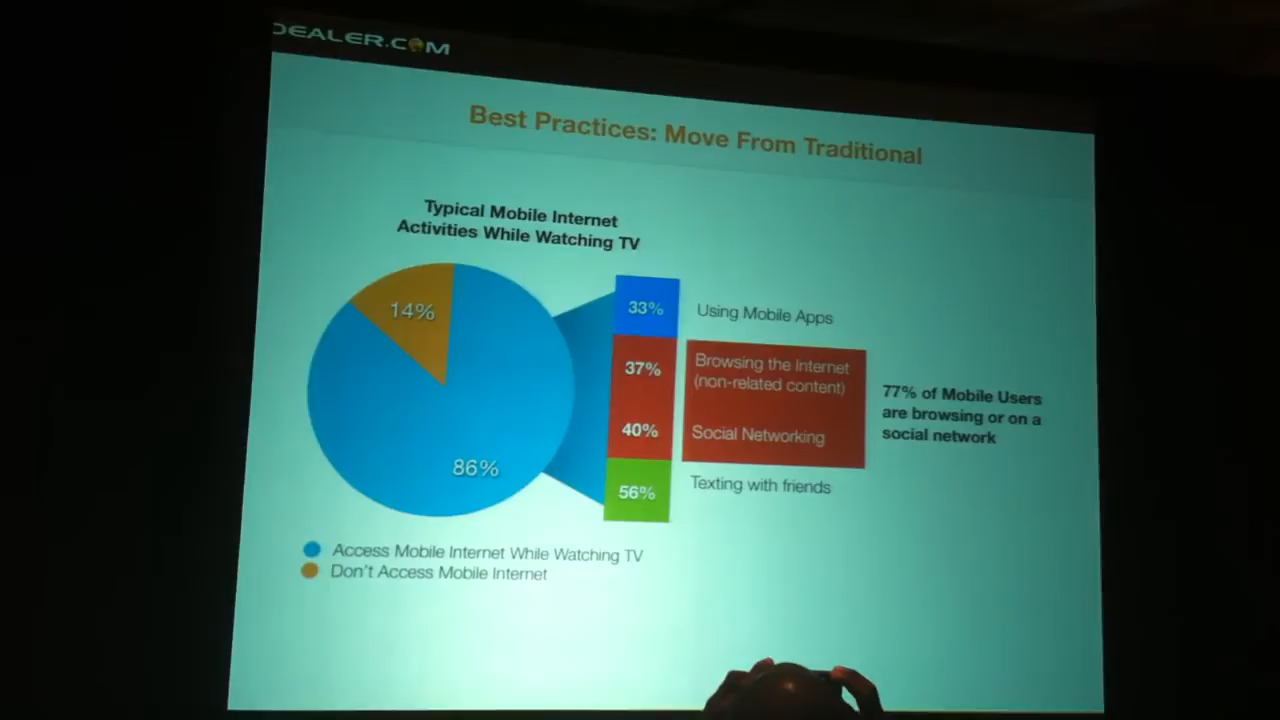 DEALER.COM
Best Practices: Move From Traditional
Typical Mobile Internet
Activities While Watching TV
14%
86%
33%
Using Mobile Apps
37%
Browsing the Internet
(non-related content)
40%
Social Networking
56%
Texting with friends
77% of Mobile Users
are browsing or on a
social network
Access Mobile Internet While Watching TV
Don't Access Mobile Internet